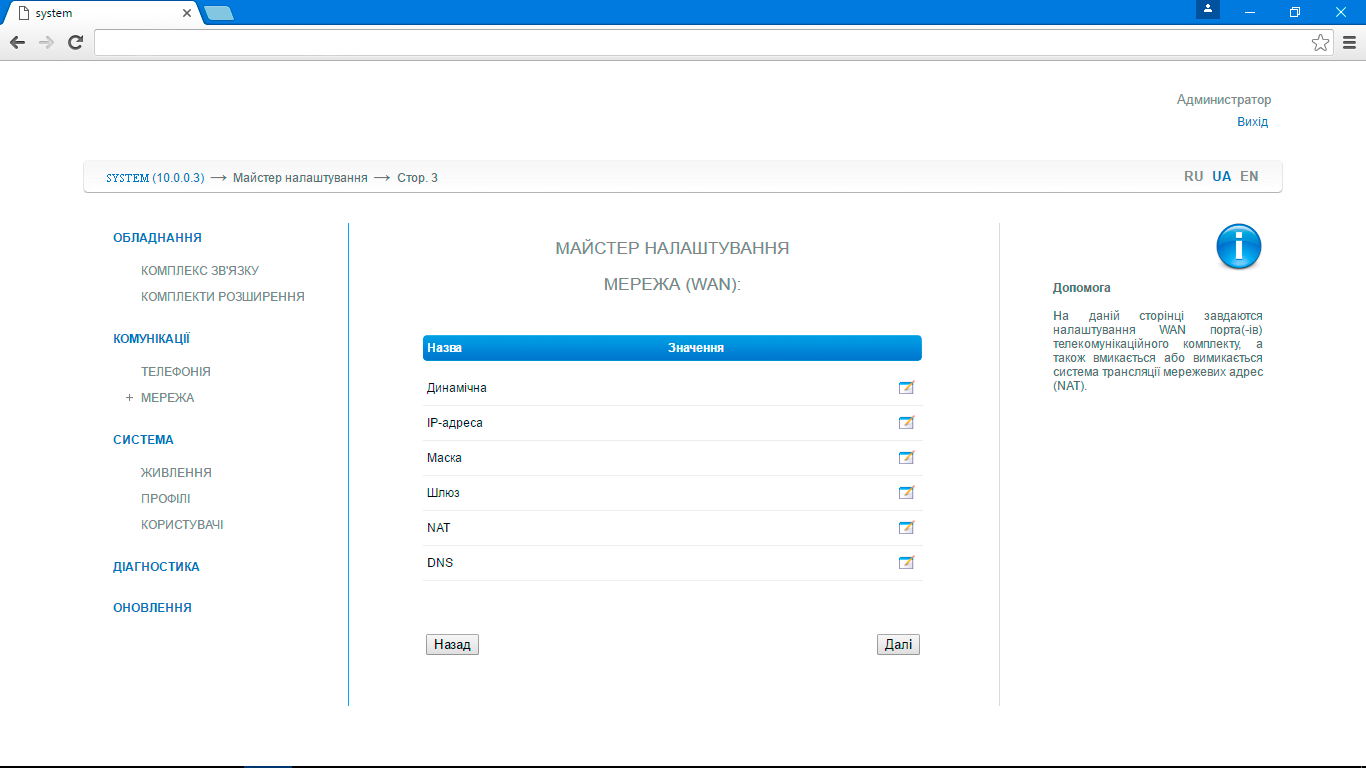 system
Администратор
Вихід
SYSTEM (10.0.0.3) → Майстер налаштування → Стор. 3
RU UA EN
ОБЛАДНАННЯ
КОМПЛЕКС ЗВ'ЯЗКУ
КОМПЛЕКТИ РОЗШИРЕННЯ
КОМУНІКАЦІЇ
ТЕЛЕФОНІЯ
+ МЕРЕЖА
СИСТЕМА
ЖИВЛЕННЯ
ПРОФІЛІ
КОРИСТУВАЧІ
ДІАГНОСТИКА
ОНОВЛЕННЯ
МАЙСТЕР НАЛАШТУВАННЯ
МЕРЕЖА (WAN):
Назва Значення
Динамічна
IP-адреса
Маска
Шлюз
NAT
DNS
Назад Далі
Допомога
На даній сторінці завдаются
налаштування WAN порта(-ів)
телекомунікаційного комплекту, а
також вмикається або вимикається
система трансляції мережевих адрес
(NAT).